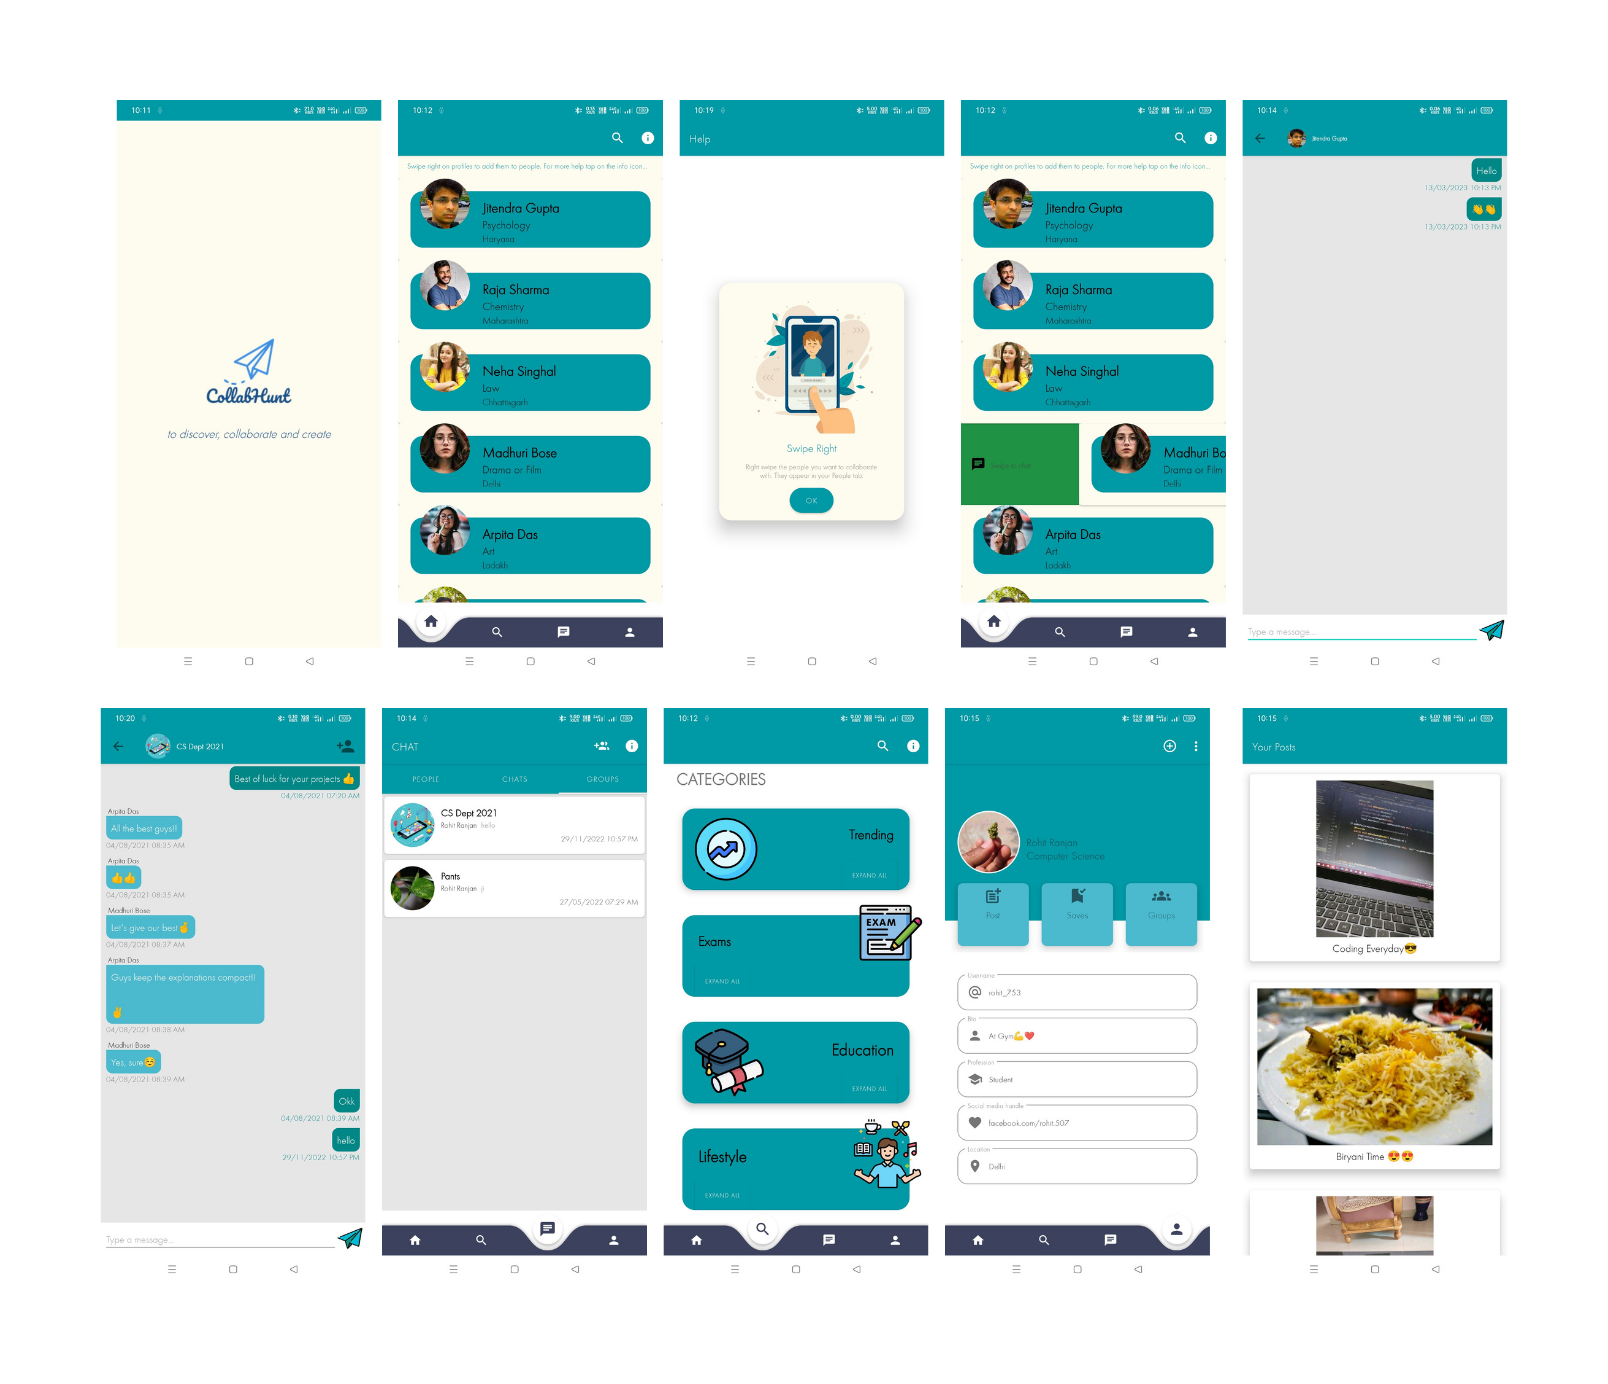 10:11
CollabHunt
to discover, collaborate and create
10:12
Swipe right on profiles to add them to people. For more help tap on the info icon...
Jitendra Gupta
Psychology
Haryana
Raja Sharma
Chemistry
Maharashtra
Neha Singhal
Law
Chhattisgarh
Madhuri Bose
Drama or Film
Delhi
Arpita Das
Art
Ladakh
10:19
Help
Swipe Right
Right swipe the people you want to collaborate
with. They appear in your People tab.
OK
10:12
Swipe right on profiles to add them to people. For more help tap on the info icon...
Jitendra Gupta
Psychology
Haryana
Raja Sharma
Chemistry
Maharashtra
Neha Singhal
Law
Chhattisgarh
Swipe to chat
Madhuri Bo
Drama or Film
Delhi
Arpita Das
Art
Ladakh
10:14
Jitendra Gupta
Hello
13/03/2023 10:13 PM
👏👏
13/03/2023 10:13 PM
Type a message...
10:20
CS Dept 2021
Best of luck for your projects 👍
04/08/2021 07:20 AM
Arpita Das
All the best guys!!
04/08/2021 08:35 AM
Arpita Das
👍👍
04/08/2021 08:35 AM
Madhuri Bose
Let's give our best✌
04/08/2021 08:37 AM
Arpita Das
Guys keep the explanations compact!!
✌
04/08/2021 08:38 AM
Madhuri Bose
Yes, sure😊
04/08/2021 08:39 AM
Okk
04/08/2021 08:39 AM
hello
29/11/2022 10:57 PM
Type a message...
10:14
CHAT
PEOPLE CHATS GROUPS
CS Dept 2021
Rohit Ranjan hello
29/11/2022 10:57 PM
Pants
Rohit Ranjan jj
27/05/2022 07:29 AM
10:12
CATEGORIES
Trending
EXPAND ALL
EXAM
Exams
EXPAND ALL
Education
EXPAND ALL
Lifestyle
EXPAND ALL
10:15
Rohit Ranjan
Computer Science
Post Saves Groups
Username
rohit_753
Bio
At Gym💪❤️
Profession
Student
Social media handle
facebook.com/rohit.507
Location
Delhi
10:15
Your Posts
Coding Everyday😎
Biryani Time 😍😍